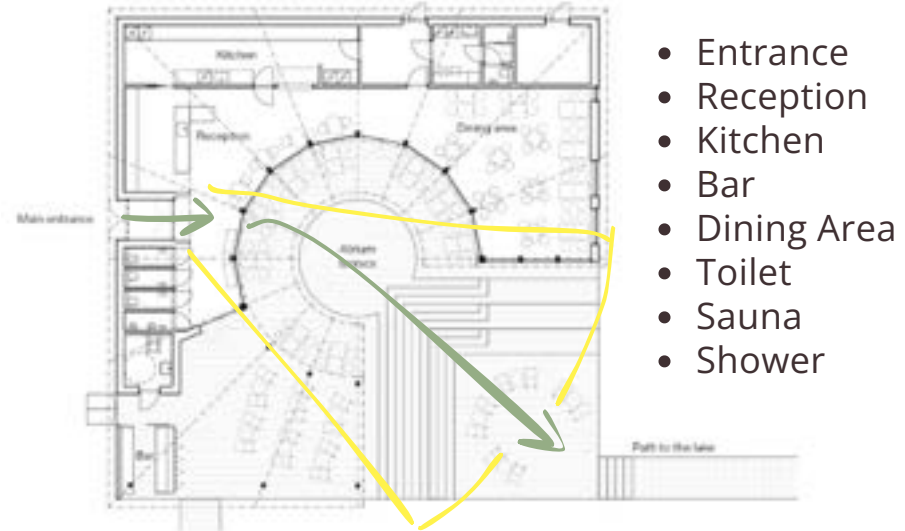 Kitchen
Reception
Dining area
Main entrance
Atrium
Bar
Path to the lake
Entrance
Reception
Kitchen
Bar
Dining Area
Toilet
Sauna
Shower